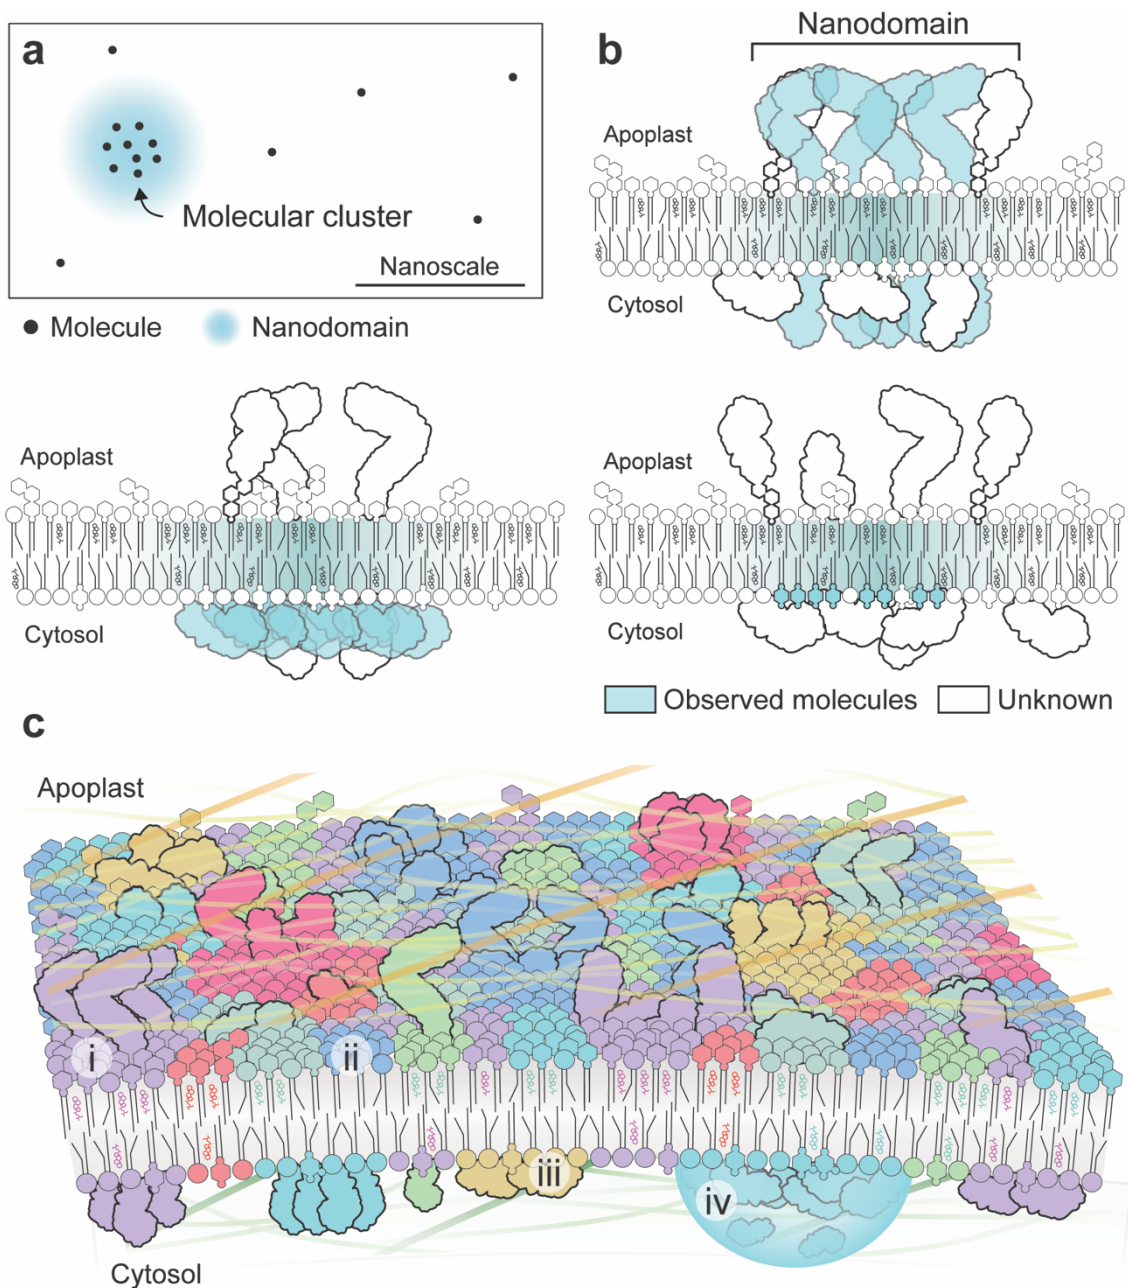 a
Molecular cluster
Nanoscale
Molecule
Nanodomain
b
Nanodomain
Apoplast
Cytosol
Apoplast
Cytosol
Apoplast
Cytosol
Observed molecules
Unknown
c
Apoplast
i
ii
iii
iv
Cytosol